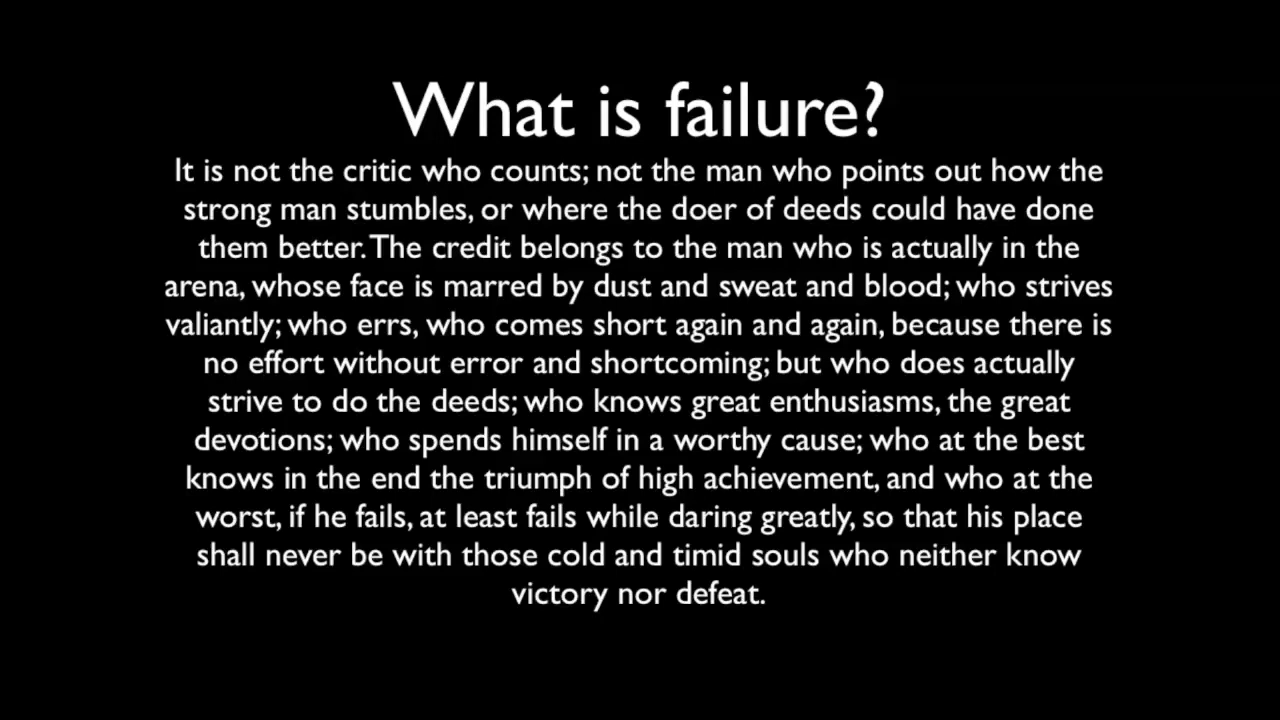 What is failure?
It is not the critic who counts; not the man who points out how the
strong man stumbles, or where the doer of deeds could have done
them better. The credit belongs to the man who is actually in the
arena, whose face is marred by dust and sweat and blood; who strives
valiantly; who errs, who comes short again and again, because there is
no effort without error and shortcoming; but who does actually
strive to do the deeds; who knows great enthusiasms, the great
devotions; who spends himself in a worthy cause; who at the best
knows in the end the triumph of high achievement, and who at the
worst, if he fails, at least fails while daring greatly, so that his place
shall never be with those cold and timid souls who neither know
victory nor defeat.